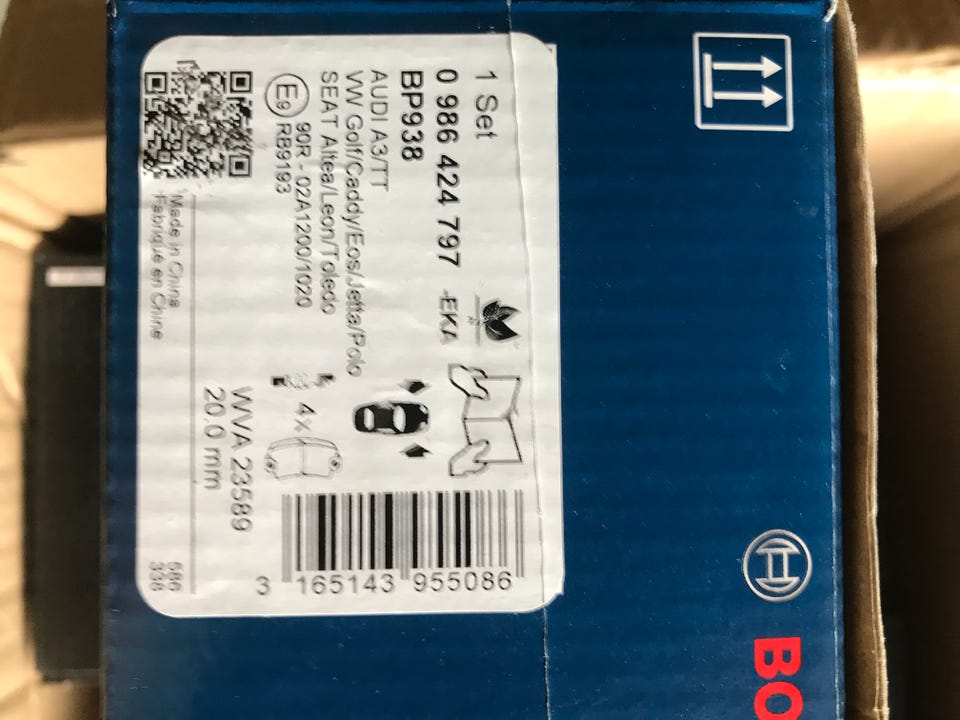 1 Set
0 986 424 797 -EKA
BP938
AUDI A3/TT
VW Golf/Caddy/Eos/Jetta/Polo
SEAT Altea/Leon/Toledo
E9 90R - 02A1200/1020
RB9193
4x
WVA 23589
20,0 mm
Made in China
Fabriqué en Chine
3 165143 955086
BO